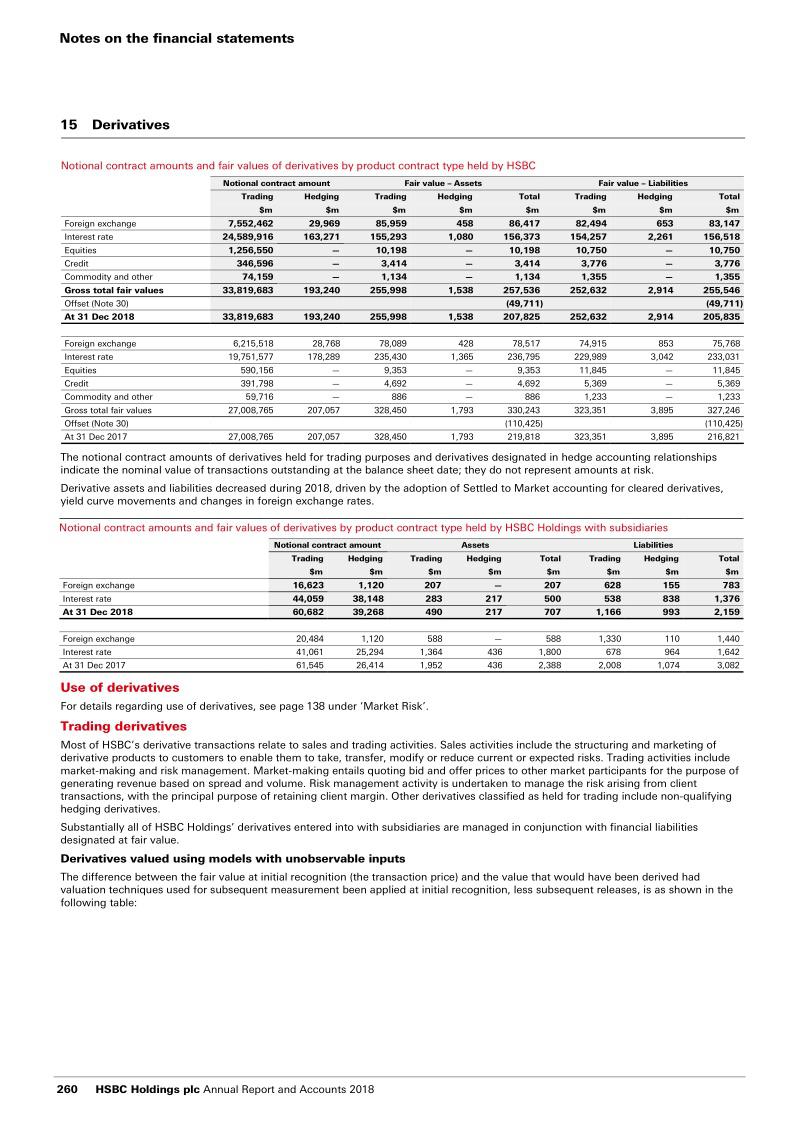 Notes on the financial statements
15 Derivatives
Notional contract amounts and fair values of derivatives by product contract type held by HSBC
Notional contract amount Fair value – Assets Fair value – Liabilities
Trading Hedging Trading Hedging Total Trading Hedging Total
$m $m $m $m $m $m $m $m
Foreign exchange 7,552,462 29,969 85,959 458 86,417 82,494 653 83,147
Interest rate 24,589,916 163,271 155,293 1,080 156,373 154,257 2,261 156,518
Equities 1,256,550 — 10,198 — 10,198 10,750 — 10,750
Credit 346,596 — 3,414 — 3,414 3,776 — 3,776
Commodity and other 74,159 — 1,134 — 1,134 1,355 — 1,355
Gross total fair values 33,819,683 193,240 255,998 1,538 257,536 252,632 2,914 255,546
Offset (Note 30) (49,711) (49,711)
At 31 Dec 2018 33,819,683 193,240 255,998 1,538 207,825 252,632 2,914 205,835
Foreign exchange 6,215,518 28,768 78,089 428 78,517 74,915 853 75,768
Interest rate 19,751,577 178,289 235,430 1,365 236,795 229,989 3,042 233,031
Equities 590,156 — 9,353 — 9,353 11,845 — 11,845
Credit 391,798 — 4,692 — 4,692 5,369 — 5,369
Commodity and other 59,716 — 886 — 886 1,233 — 1,233
Gross total fair values 27,008,765 207,057 328,450 1,793 330,243 323,351 3,895 327,246
Offset (Note 30) (110,425) (110,425)
At 31 Dec 2017 27,008,765 207,057 328,450 1,793 219,818 323,351 3,895 216,821
The notional contract amounts of derivatives held for trading purposes and derivatives designated in hedge accounting relationships
indicate the nominal value of transactions outstanding at the balance sheet date; they do not represent amounts at risk.
Derivative assets and liabilities decreased during 2018, driven by the adoption of Settled to Market accounting for cleared derivatives,
yield curve movements and changes in foreign exchange rates.
Notional contract amounts and fair values of derivatives by product contract type held by HSBC Holdings with subsidiaries
Notional contract amount Assets Liabilities
Trading Hedging Trading Hedging Total Trading Hedging Total
$m $m $m $m $m $m $m $m
Foreign exchange 16,623 1,120 207 — 207 628 155 783
Interest rate 44,059 38,148 283 217 500 538 838 1,376
At 31 Dec 2018 60,682 39,268 490 217 707 1,166 993 2,159
Foreign exchange 20,484 1,120 588 — 588 1,330 110 1,440
Interest rate 41,061 25,294 1,364 436 1,800 678 964 1,642
At 31 Dec 2017 61,545 26,414 1,952 436 2,388 2,008 1,074 3,082
Use of derivatives
For details regarding use of derivatives, see page 138 under ‘Market Risk’.
Trading derivatives
Most of HSBC’s derivative transactions relate to sales and trading activities. Sales activities include the structuring and marketing of
derivative products to customers to enable them to take, transfer, modify or reduce current or expected risks. Trading activities include
market-making and risk management. Market-making entails quoting bid and offer prices to other market participants for the purpose of
generating revenue based on spread and volume. Risk management activity is undertaken to manage the risk arising from client
transactions, with the principal purpose of retaining client margin. Other derivatives classified as held for trading include non-qualifying
hedging derivatives.
Substantially all of HSBC Holdings’ derivatives entered into with subsidiaries are managed in conjunction with financial liabilities
designated at fair value.
Derivatives valued using models with unobservable inputs
The difference between the fair value at initial recognition (the transaction price) and the value that would have been derived had
valuation techniques used for subsequent measurement been applied at initial recognition, less subsequent releases, is as shown in the
following table:
260 HSBC Holdings plc Annual Report and Accounts 2018